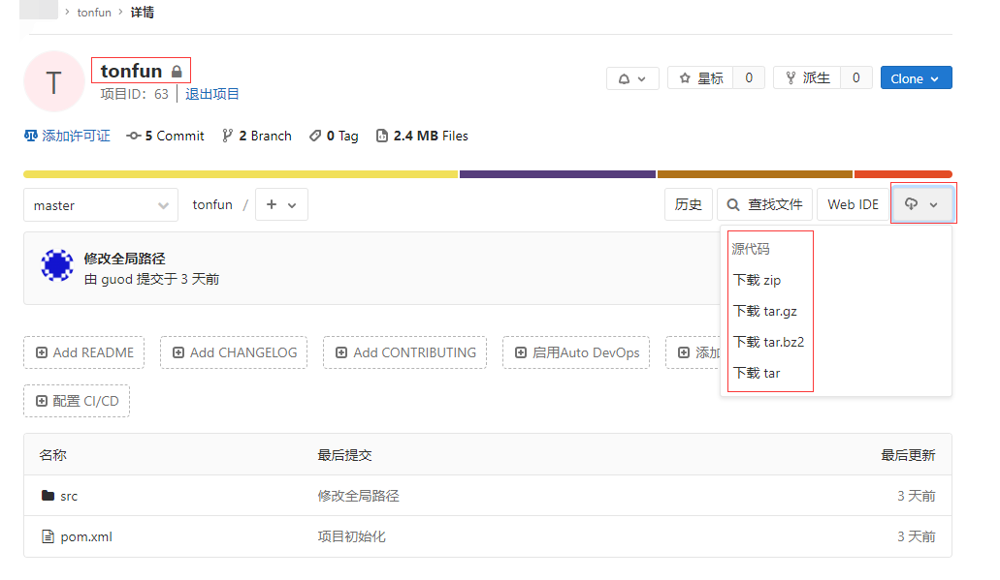 › tonfun › 详情
T
tonfun
项目ID: 63 | 退出项目
星标 0 派生 0 Clone
添加许可证 5 Commit 2 Branch 0 Tag 2.4 MB Files
master tonfun / + 历史 查找文件 Web IDE
修改全局路径
由 guod 提交于 3 天前
源代码
下载 zip
下载 tar.gz
下载 tar.bz2
下载 tar
Add README Add CHANGELOG Add CONTRIBUTING 启用Auto DevOps 添加
配置 CI/CD
名称 最后提交 最后更新
src 修改全局路径 3 天前
pom.xml 项目初始化 3 天前